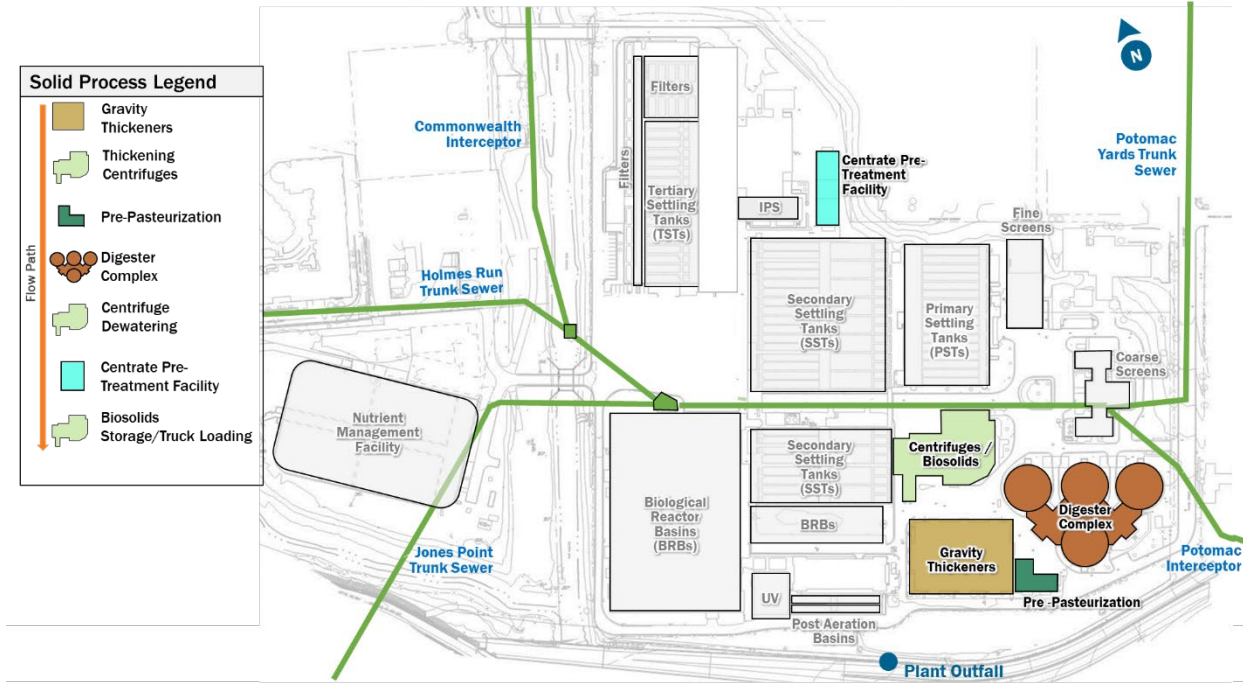 Solid Process Legend
Flow Path
Gravity
Thickeners
Thickening
Centrifuges
Pre-Pasteurization
Digester
Complex
Centrifuge
Dewatering
Centrate Pre-
Treatment Facility
Biosolids
Storage/Truck Loading
N
Commonwealth
Interceptor
Filters
Filters
Tertiary
Settling
Tanks
(TSTs)
IPS
Centrate Pre-
Treatment
Facility
Potomac
Yards Trunk
Sewer
Fine
Screens
Holmes Run
Trunk Sewer
Secondary
Settling
Tanks
(SSTs)
Primary
Settling
Tanks
(PSTs)
Coarse
Screens
Nutrient
Management
Facility
Biological
Reactor
Basins
(BRBs)
Secondary
Settling
Tanks
(SSTs)
Centrifuges /
Biosolids
Digester
Complex
BRBs
Gravity
Thickeners
Jones Point
Trunk Sewer
Potomac
Interceptor
UV
Pre -Pasteurization
Post Aeration
Basins
Plant Outfall